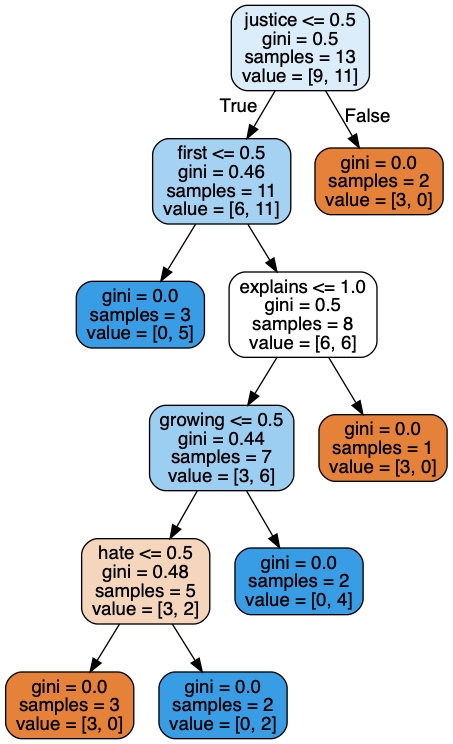 justice <= 0.5
gini = 0.5
samples = 13
value = [9, 11]
True
False
first <= 0.5
gini = 0.46
samples = 11
value = [6, 11]
gini = 0.0
samples = 2
value = [3, 0]
gini = 0.0
samples = 3
value = [0, 5]
explains <= 1.0
gini = 0.5
samples = 8
value = [6, 6]
growing <= 0.5
gini = 0.44
samples = 7
value = [3, 6]
gini = 0.0
samples = 1
value = [3, 0]
hate <= 0.5
gini = 0.48
samples = 5
value = [3, 2]
gini = 0.0
samples = 2
value = [0, 4]
gini = 0.0
samples = 3
value = [3, 0]
gini = 0.0
samples = 2
value = [0, 2]